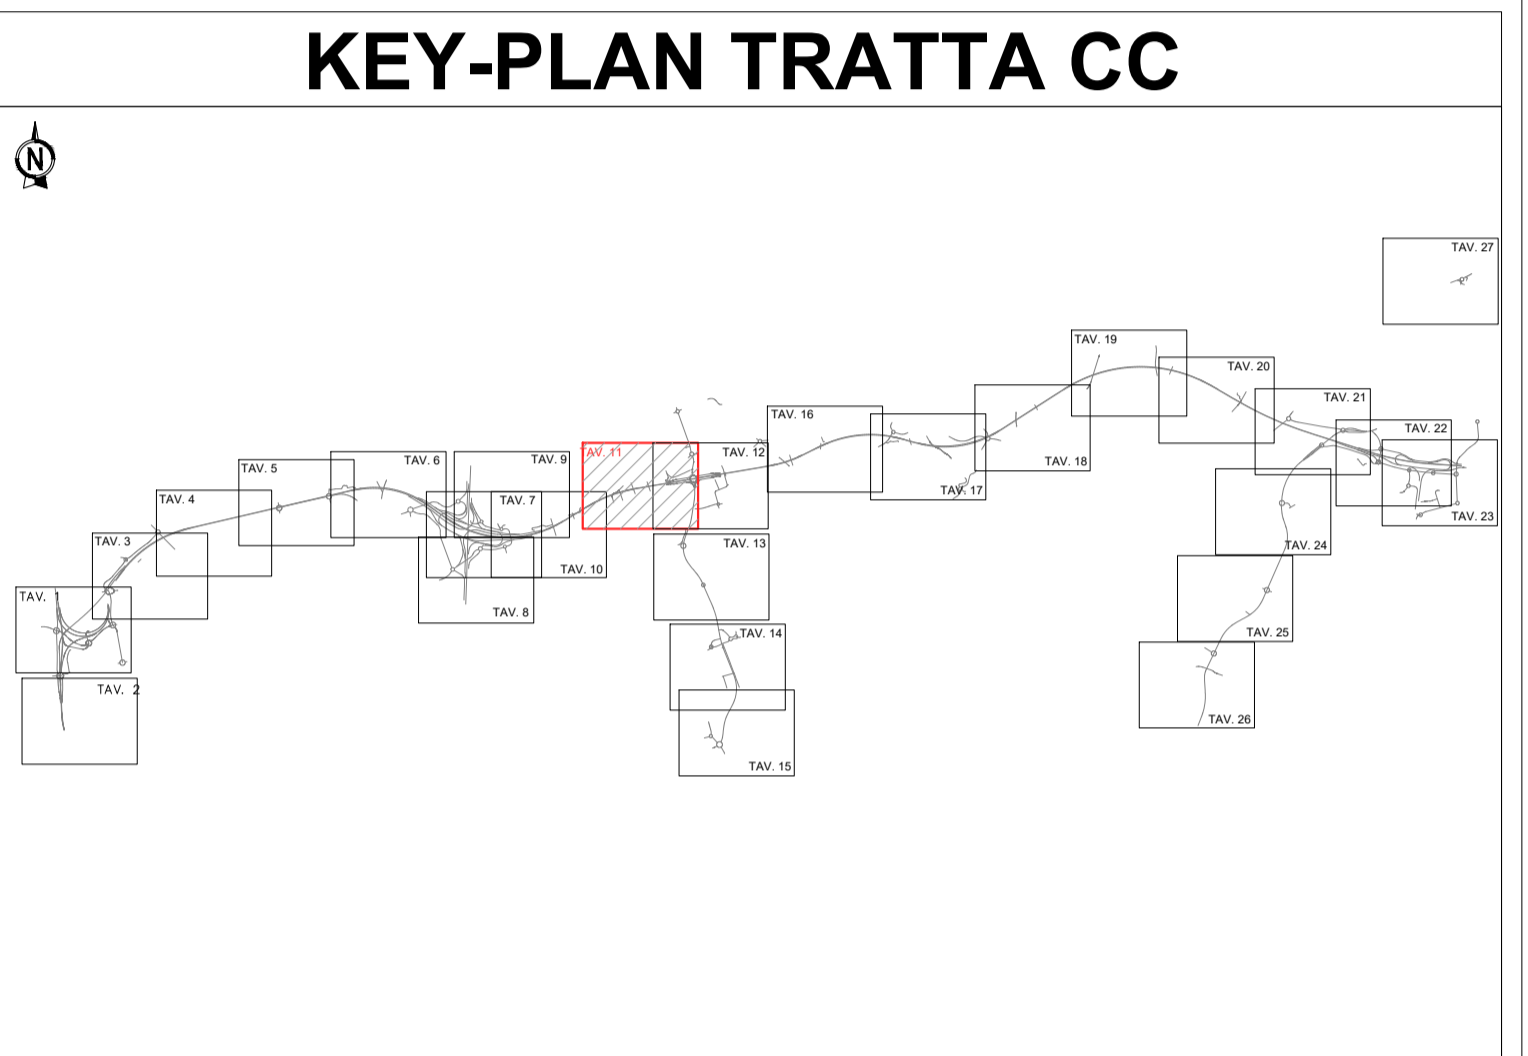 KEY-PLAN TRATTA CC
N
TAV. 27
TAV. 19
TAV. 20
TAV. 21
TAV. 16
TAV. 22
TAV. 6
TAV. 9
TAV. 11
TAV. 12
TAV. 5
TAV. 18
TAV. 4
TAV. 7
TAV. 17
TAV. 23
TAV. 3
TAV. 13
TAV. 24
TAV. 10
TAV. 1
TAV. 8
TAV. 14
TAV. 25
TAV. 2
TAV. 26
TAV. 15